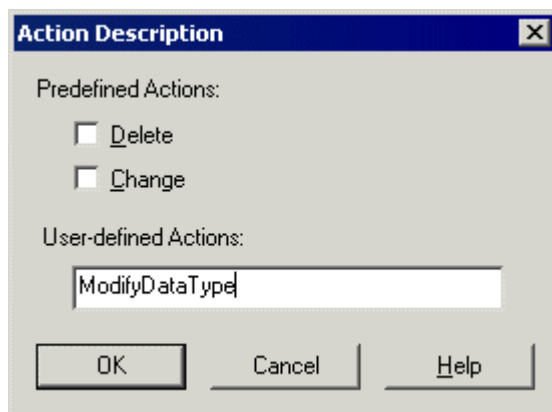 Action Description
Predefined Actions:
Delete
Change
User-defined Actions:
ModifyDataType
OK Cancel Help